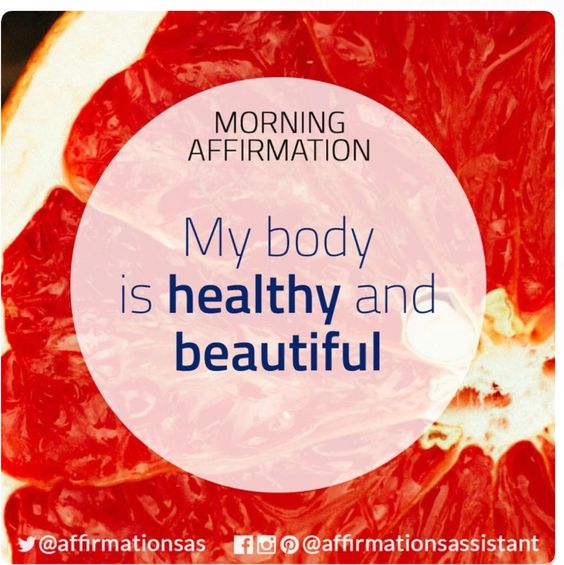 MORNING
AFFIRMATION
My body
is healthy and
beautiful
@affirmationsas @affirmationsassistant